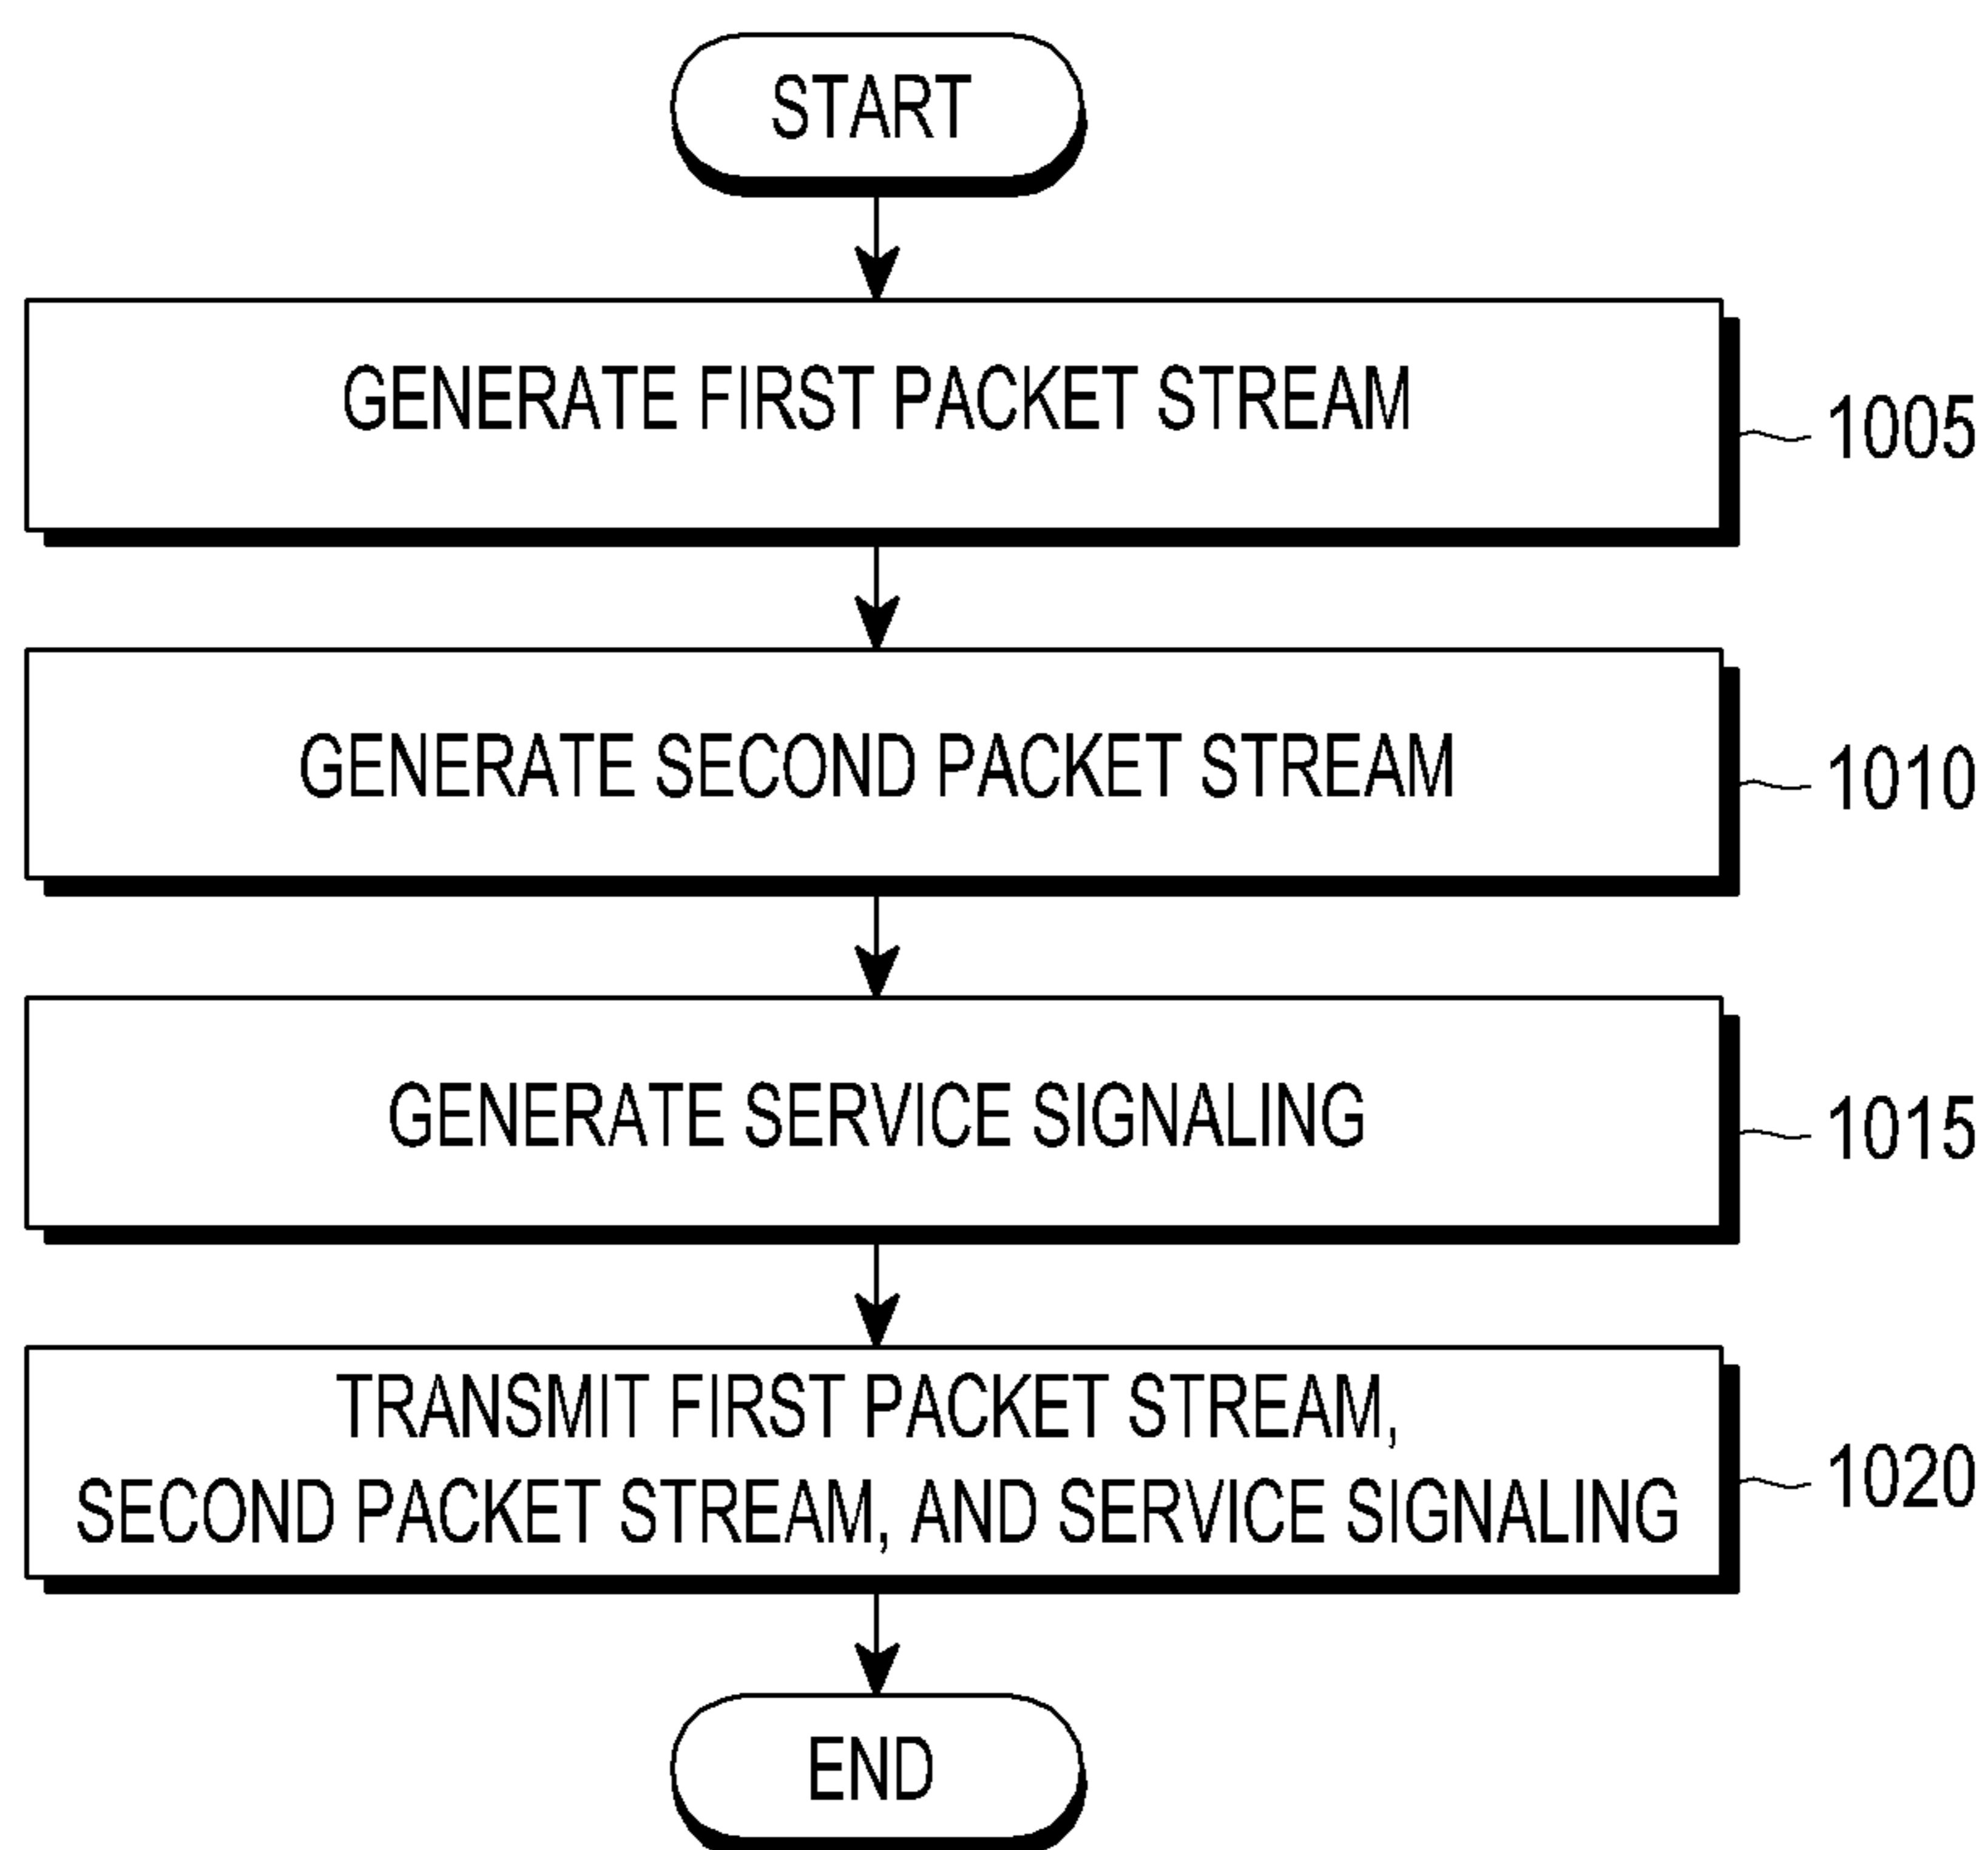 START
GENERATE FIRST PACKET STREAM
1005
GENERATE SECOND PACKET STREAM
1010
GENERATE SERVICE SIGNALING
1015
TRANSMIT FIRST PACKET STREAM,
SECOND PACKET STREAM, AND SERVICE SIGNALING
1020
END